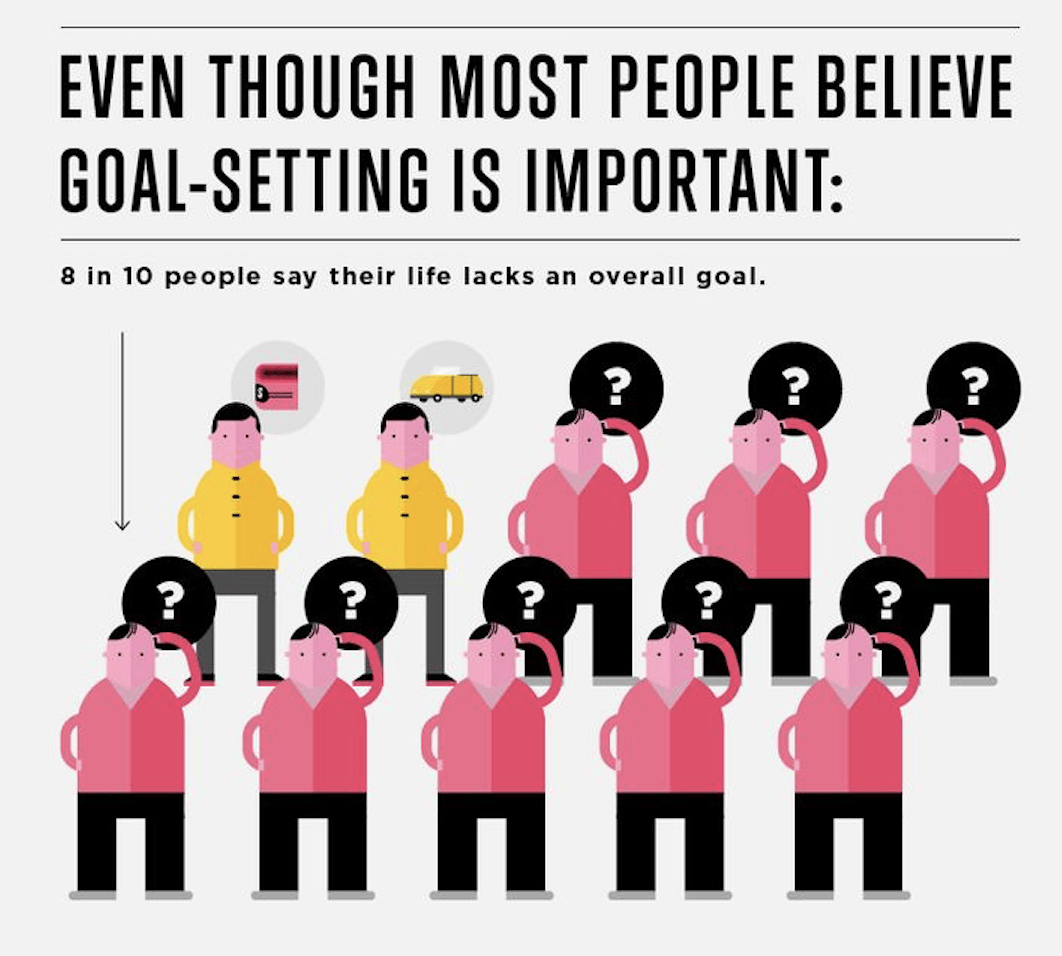 EVEN THOUGH MOST PEOPLE BELIEVE
GOAL-SETTING IS IMPORTANT:
8 in 10 people say their life lacks an overall goal.
$
? ? ?
? ? ? ? ?